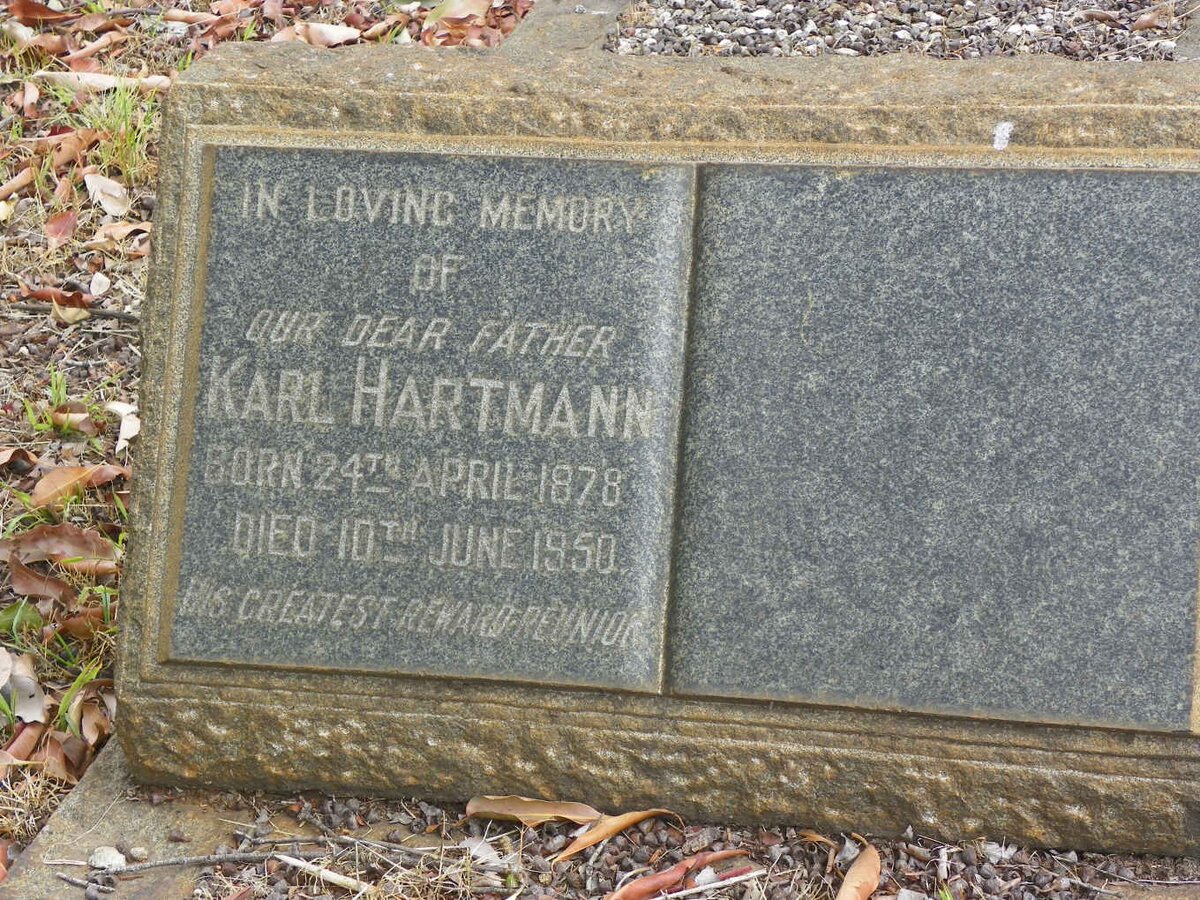 IN LOVING MEMORY
OF
OUR DEAR FATHER
KARL HARTMANN
BORN 24TH APRIL 1878
DIED 10TH JUNE 1950.
HIS GREATEST REWARD-REUNION